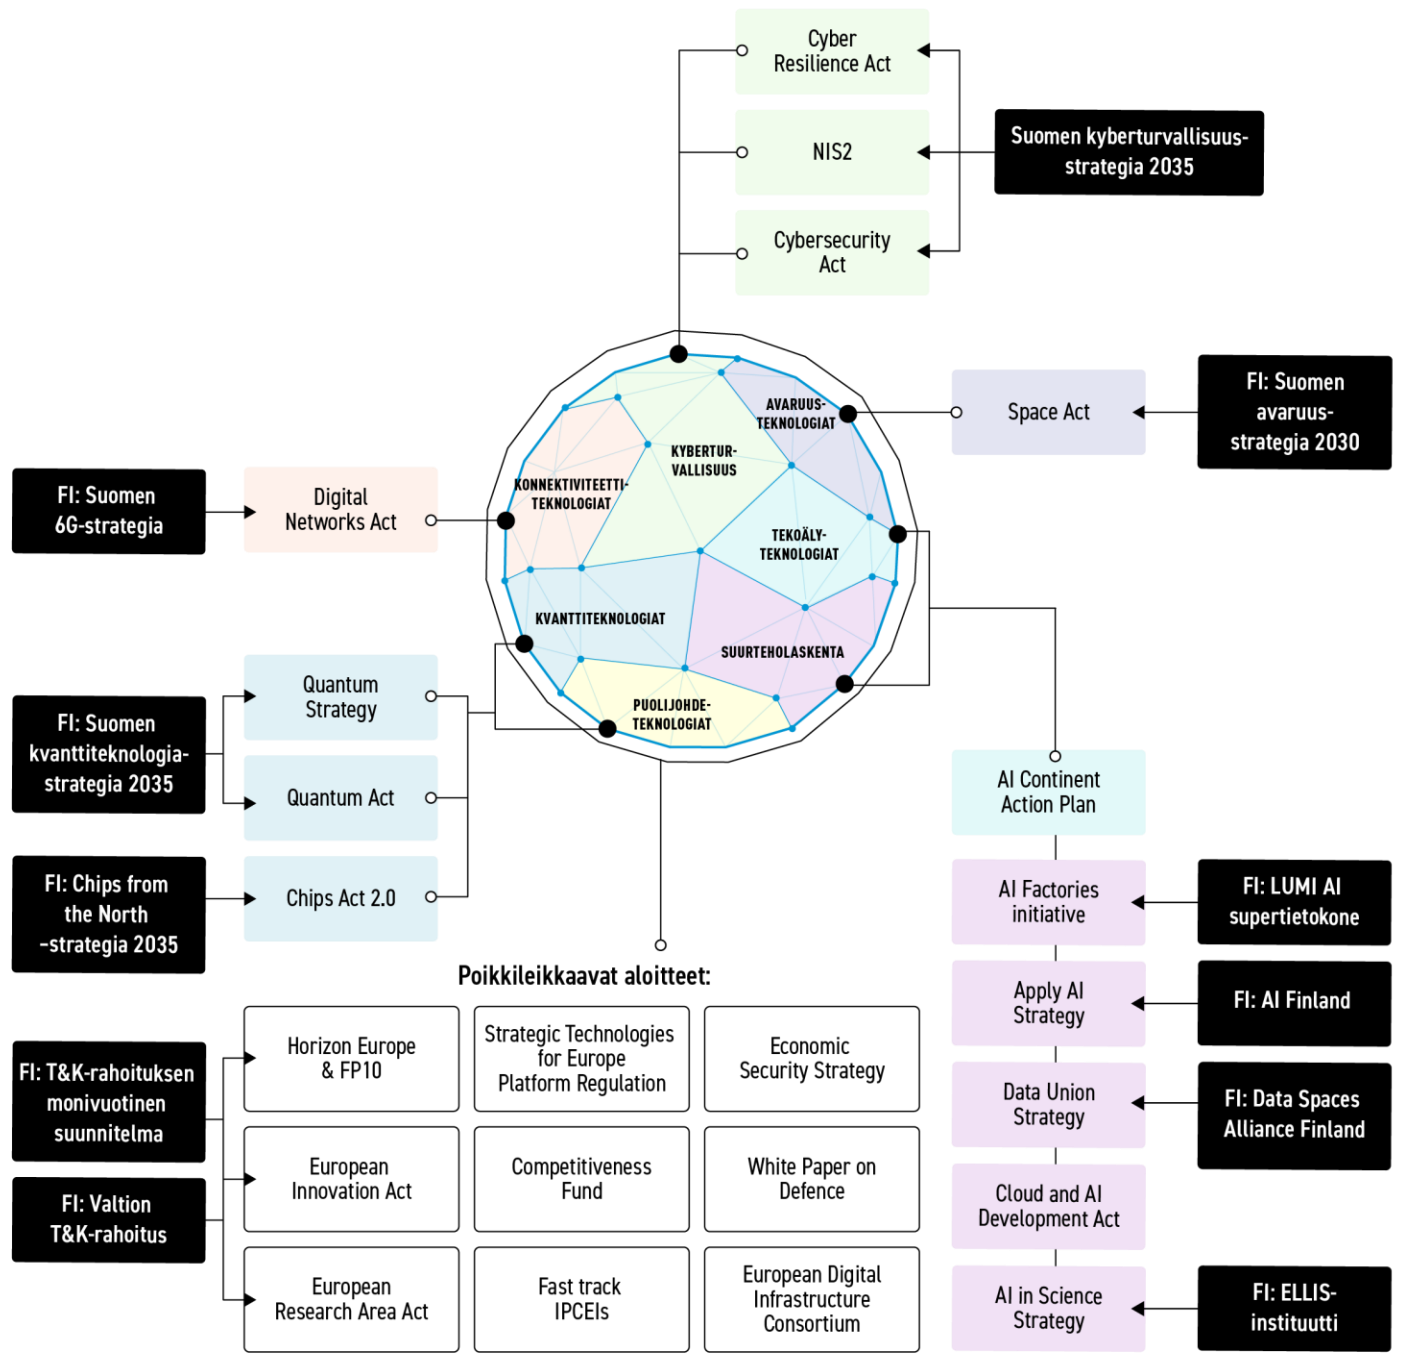 Cyber
Resilience Act
NIS2
Cybersecurity
Act
Suomen kyberturvallisuus-
strategia 2035
FI: Suomen
avaruus-
strategia 2030
Space Act
AVARUUS-
TEKNOLOGIAT
KYBERTUR-
VALLISUUS
KONNEKTIVITEETTI-
TEKNOLOGIAT
TEKOÄLY-
TEKNOLOGIAT
KVANTTITEKNOLOGIAT
SUURTEHOLASKENTA
PUOLIJOHDE-
TEKNOLOGIAT
FI: Suomen
6G-strategia
Digital
Networks Act
FI: Suomen
kvanttiteknologia-
strategia 2035
Quantum
Strategy
Quantum Act
FI: Chips from
the North
–strategia 2035
Chips Act 2.0
AI Continent
Action Plan
AI Factories
initiative
FI: LUMI AI
supertietokone
Apply AI
Strategy
FI: AI Finland
Data Union
Strategy
FI: Data Spaces
Alliance Finland
Cloud and AI
Development Act
AI in Science
Strategy
FI: ELLIS-
instituutti
Poikkileikkaavat aloitteet:
FI: T&K-rahoituksen
monivuotinen
suunnitelma
FI: Valtion
T&K-rahoitus
Horizon Europe
& FP10
Strategic Technologies
for Europe
Platform Regulation
Economic
Security Strategy
European
Innovation Act
Competitiveness
Fund
White Paper on
Defence
European
Research Area Act
Fast track
IPCEIs
European Digital
Infrastructure
Consortium